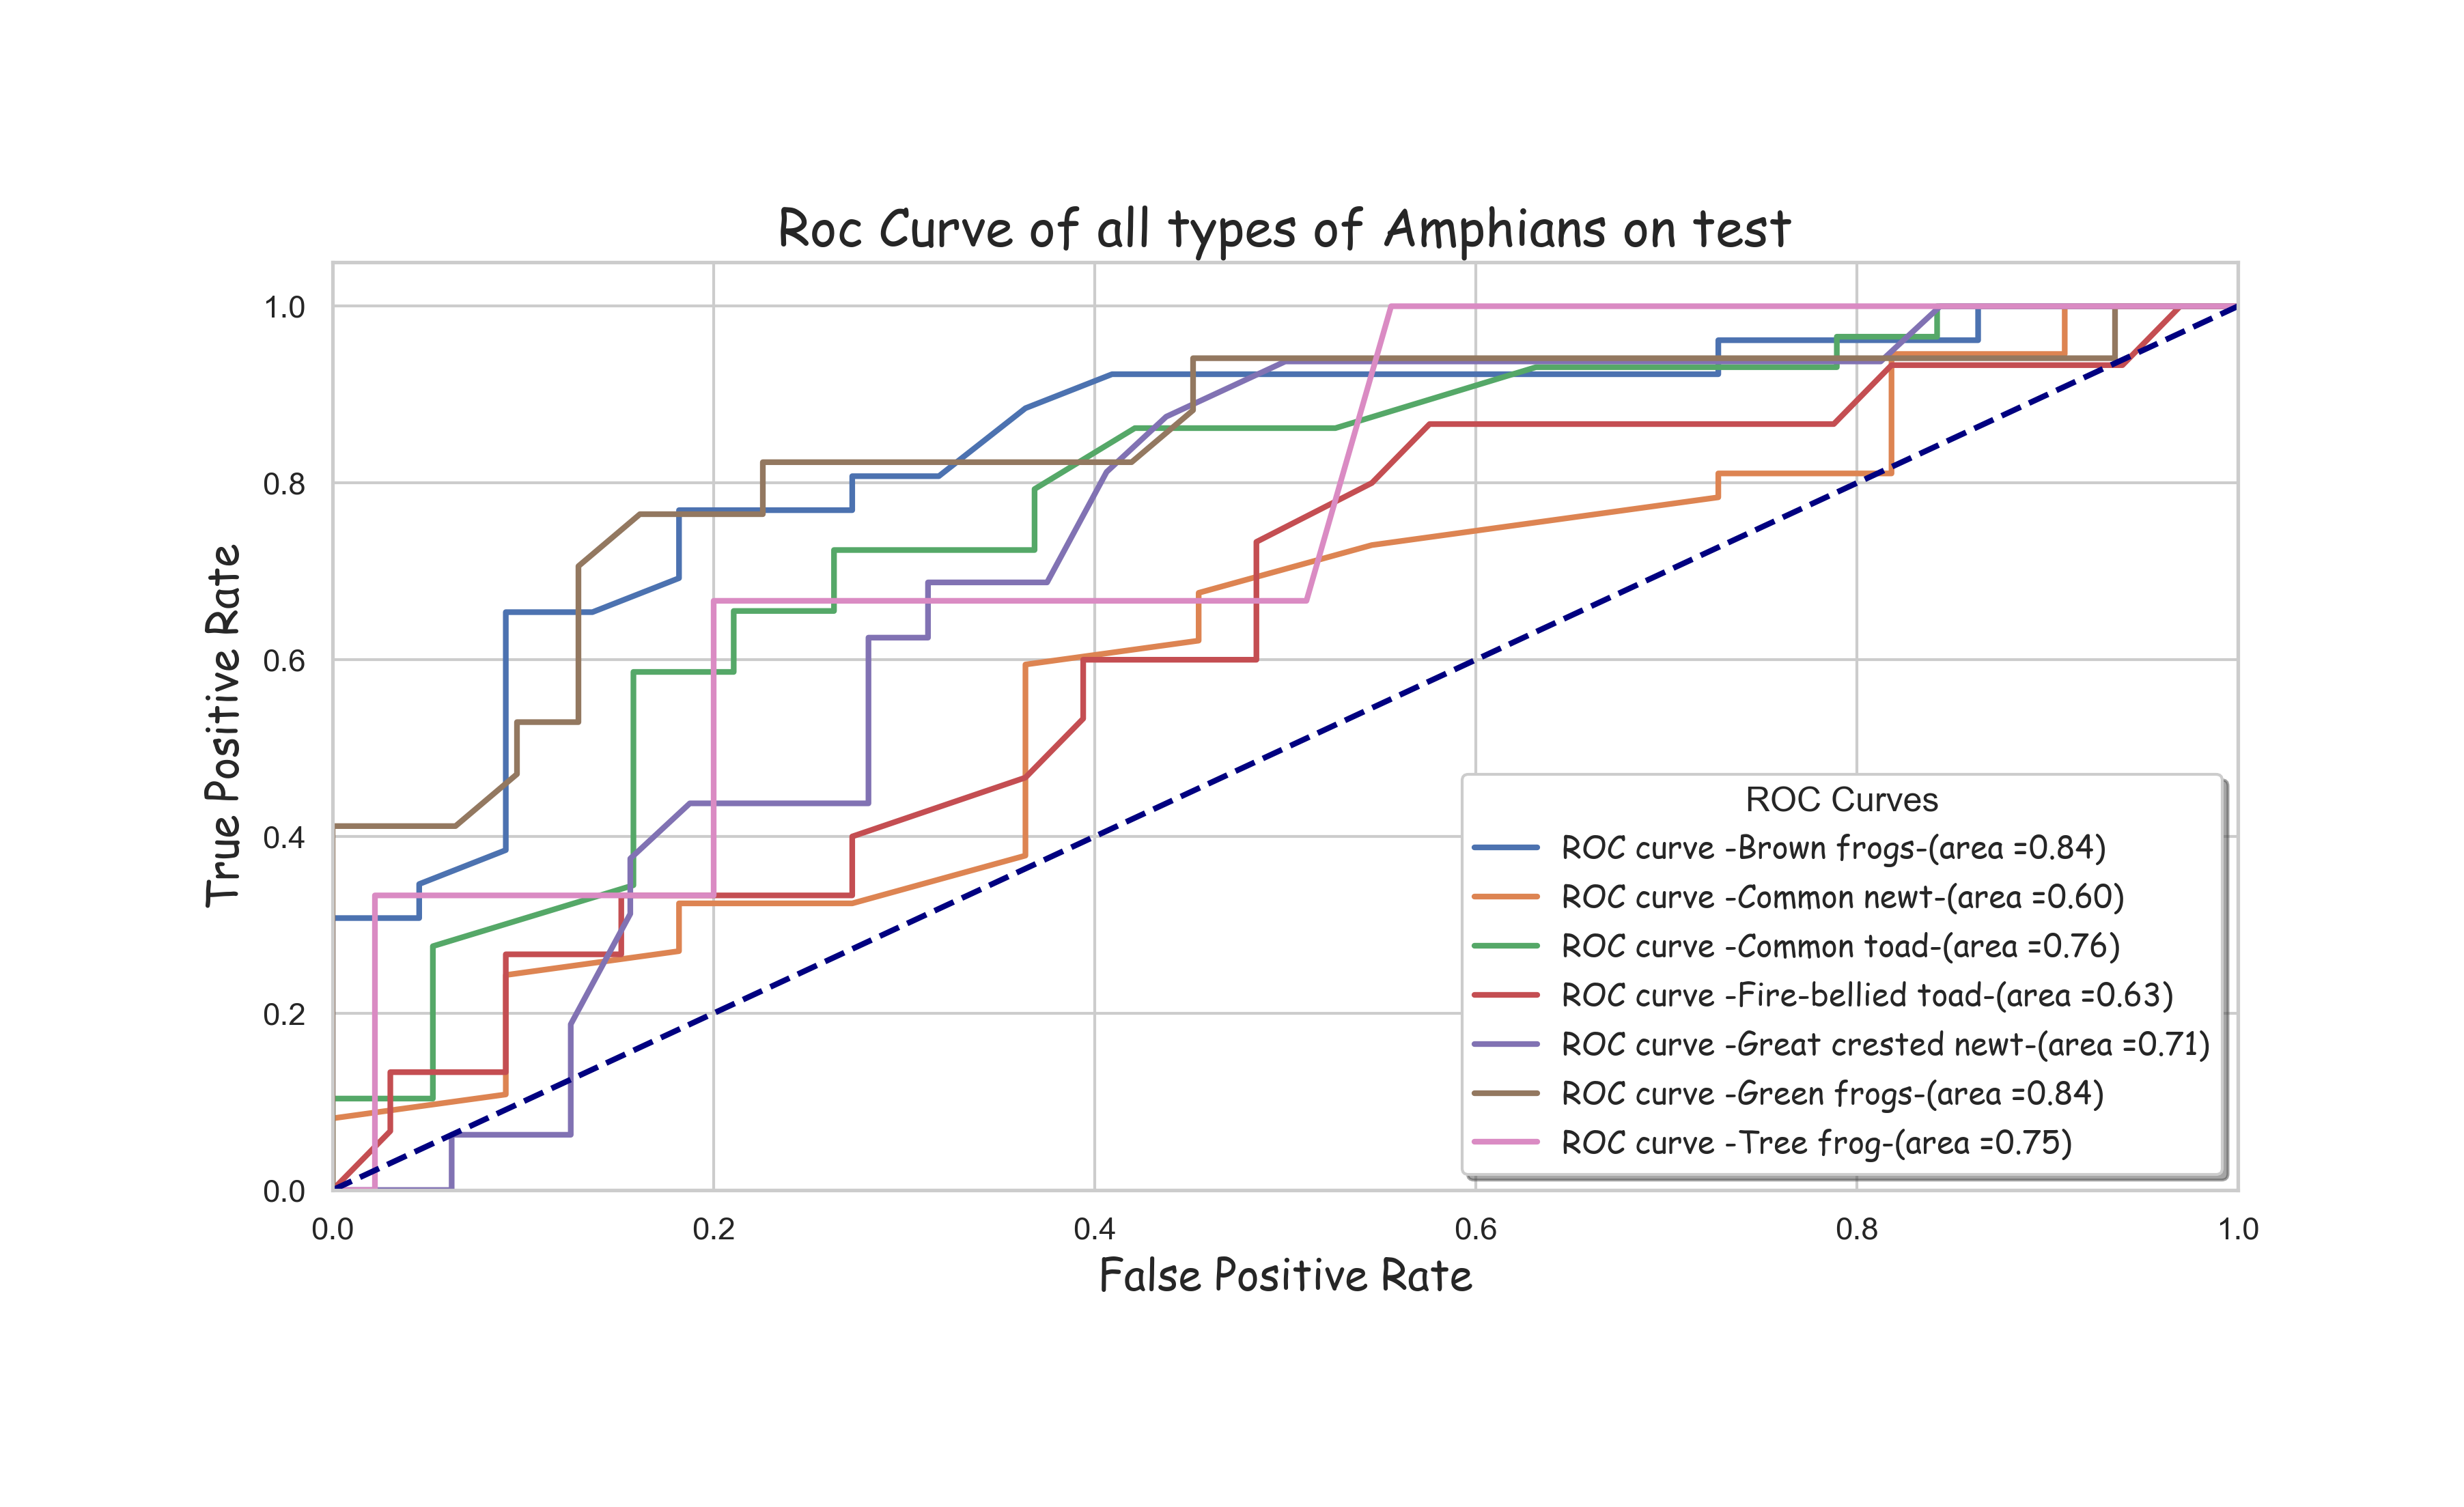 Roc Curve of all types of Amphians on test
True Positive Rate
1.0
0.8
0.6
0.4
0.2
0.0
0.0 0.2 0.4 0.6 0.8 1.0
False Positive Rate
ROC Curves
ROC curve -Brown frogs-(area =0.84)
ROC curve -Common newt-(area =0.60)
ROC curve -Common toad-(area =0.76)
ROC curve -Fire-bellied toad-(area =0.63)
ROC curve -Great crested newt-(area =0.71)
ROC curve -Green frogs-(area =0.84)
ROC curve -Tree frog-(area =0.75)